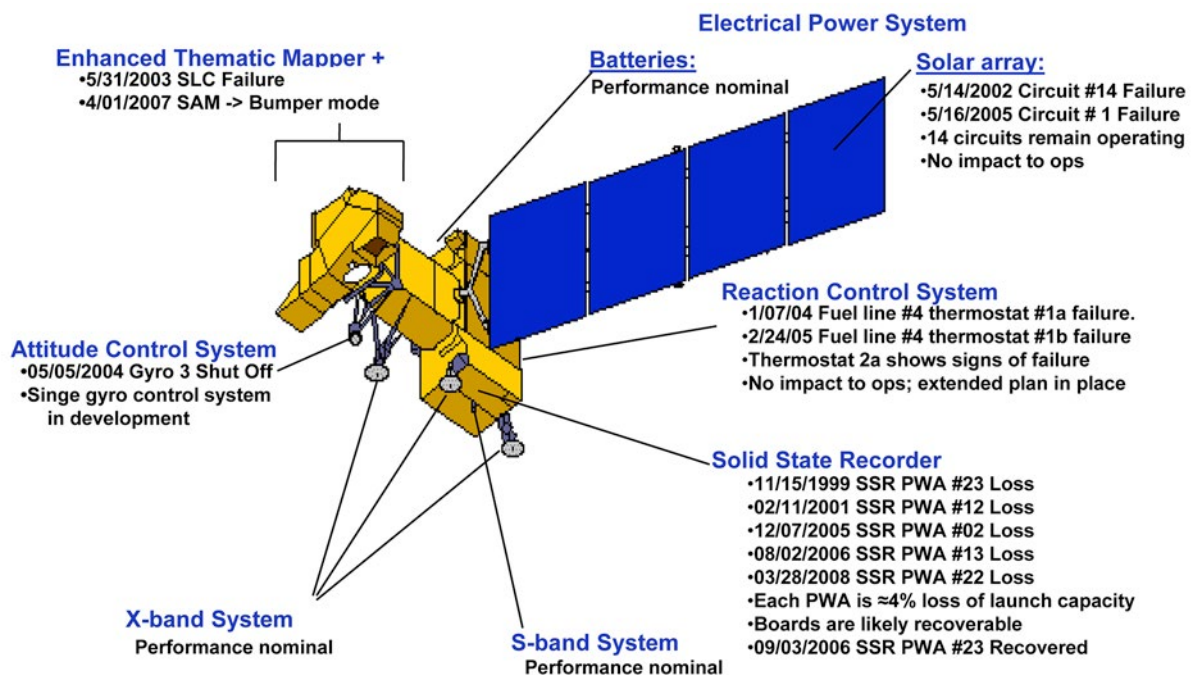 Electrical Power System
Enhanced Thematic Mapper +
•5/31/2003 SLC Failure
•4/01/2007 SAM -> Bumper mode
Batteries:
Performance nominal
Solar array:
•5/14/2002 Circuit #14 Failure
•5/16/2005 Circuit # 1 Failure
•14 circuits remain operating
•No impact to ops
Reaction Control System
•1/07/04 Fuel line #4 thermostat #1a failure.
•2/24/05 Fuel line #4 thermostat #1b failure
•Thermostat 2a shows signs of failure
•No impact to ops; extended plan in place
Attitude Control System
•05/05/2004 Gyro 3 Shut Off
•Singe gyro control system
in development
Solid State Recorder
•11/15/1999 SSR PWA #23 Loss
•02/11/2001 SSR PWA #12 Loss
•12/07/2005 SSR PWA #02 Loss
•08/02/2006 SSR PWA #13 Loss
•03/28/2008 SSR PWA #22 Loss
•Each PWA is ≈4% loss of launch capacity
•Boards are likely recoverable
•09/03/2006 SSR PWA #23 Recovered
X-band System
Performance nominal
S-band System
Performance nominal